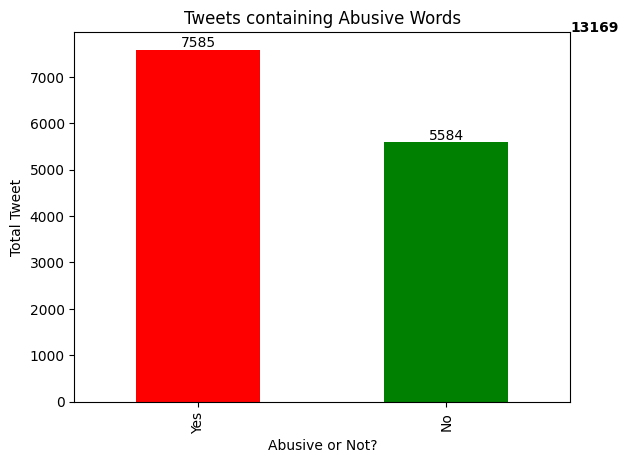 Tweets containing Abusive Words
13169
7585
5584
Total Tweet
7000
6000
5000
4000
3000
2000
1000
0
Yes
No
Abusive or Not?